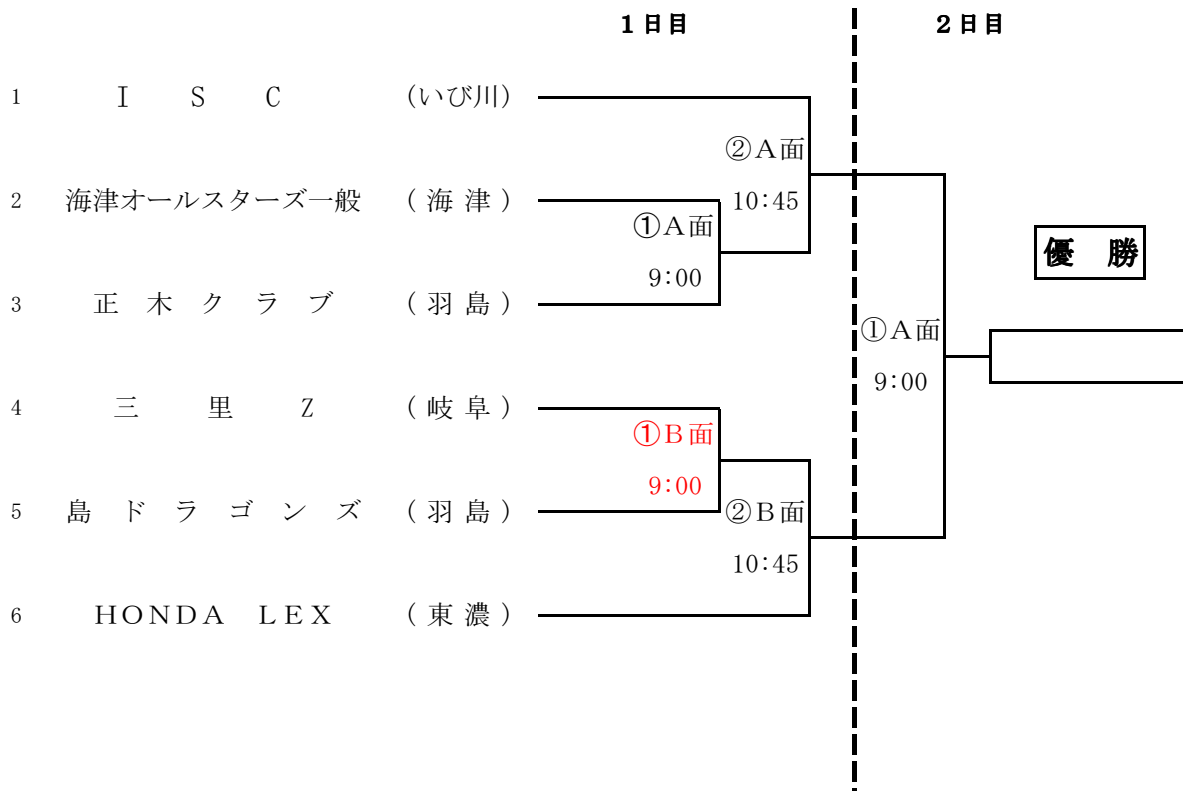 1日目 2日目
1 ＩＳＣ (いび川)
②Ａ面
10:45
2 海津オールスターズ一般 (海津)
①Ａ面
9:00
優勝
3 正木クラブ (羽島)
①Ａ面
9:00
4 三里Ｚ (岐阜)
①Ｂ面
9:00
5 島ドラゴンズ (羽島)
②Ｂ面
10:45
6 ＨＯＮＤＡ ＬＥＸ (東濃)